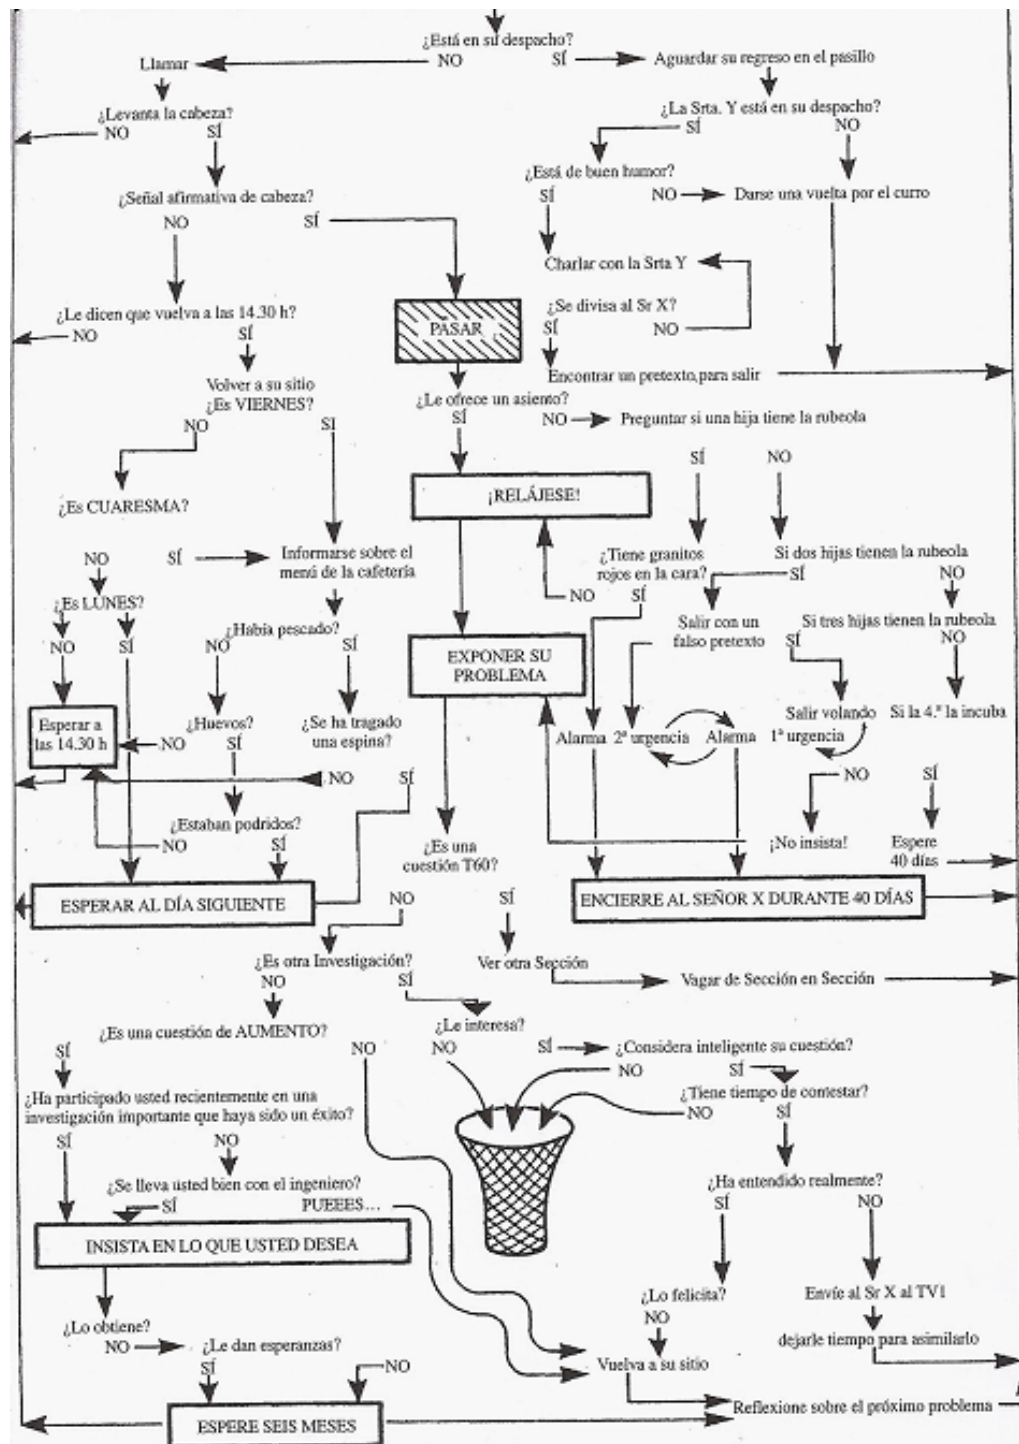 ¿Está en su despacho?
NO SÍ
Llamar
Aguardar su regreso en el pasillo
¿Levanta la cabeza?
NO SÍ
¿La Srta. Y está en su despacho?
SÍ NO
¿Señal afirmativa de cabeza?
NO SÍ
¿Está de buen humor?
SÍ NO
Darse una vuelta por el curro
Charlar con la Srta Y
¿Le dicen que vuelva a las 14.30 h?
NO SÍ
PASAR
¿Se divisa al Sr X?
SÍ NO
Encontrar un pretexto, para salir
Volver a su sitio
¿Es VIERNES?
NO SI
¿Le ofrece un asiento?
SÍ NO
Preguntar si una hija tiene la rubeola
SÍ NO
¿Es CUARESMA?
NO SÍ
¡RELÁJESE!
Informarse sobre el
menú de la cafetería
¿Tiene granitos
rojos en la cara?
NO SÍ
Si dos hijas tienen la rubeola
SÍ NO
¿Es LUNES?
NO SÍ
¿Había pescado?
NO SÍ
Salir con un
falso pretexto
Si tres hijas tienen la rubeola
SÍ NO
EXPONER SU
PROBLEMA
Esperar a
las 14.30 h
¿Huevos?
NO SÍ
¿Se ha tragado
una espina?
NO SÍ
Alarma 2ª urgencia Alarma
Salir volando
1ª urgencia
Si la 4.ª la incuba
NO SÍ
¿Estaban podridos?
NO SÍ
¡No insista!
Espere
40 días
¿Es una
cuestión T60?
NO SÍ
ESPERAR AL DÍA SIGUIENTE
ENCIERRE AL SEÑOR X DURANTE 40 DÍAS
¿Es otra Investigación?
NO SÍ
Ver otra Sección
Vagar de Sección en Sección
¿Es una cuestión de AUMENTO?
SÍ NO
¿Le interesa?
NO SÍ
¿Considera inteligente su cuestión?
NO SÍ
¿Tiene tiempo de contestar?
NO SÍ
¿Ha participado usted recientemente en una
investigación importante que haya sido un éxito?
SÍ NO
¿Se lleva usted bien con el ingeniero?
SÍ PUEEES...
¿Ha entendido realmente?
SÍ NO
INSISTA EN LO QUE USTED DESEA
¿Lo felicita?
NO
Envíe al Sr X al TV1
dejarle tiempo para asimilarlo
¿Lo obtiene?
NO
¿Le dan esperanzas?
SÍ NO
Vuelva a su sitio
ESPERE SEIS MESES
Reflexione sobre el próximo problema